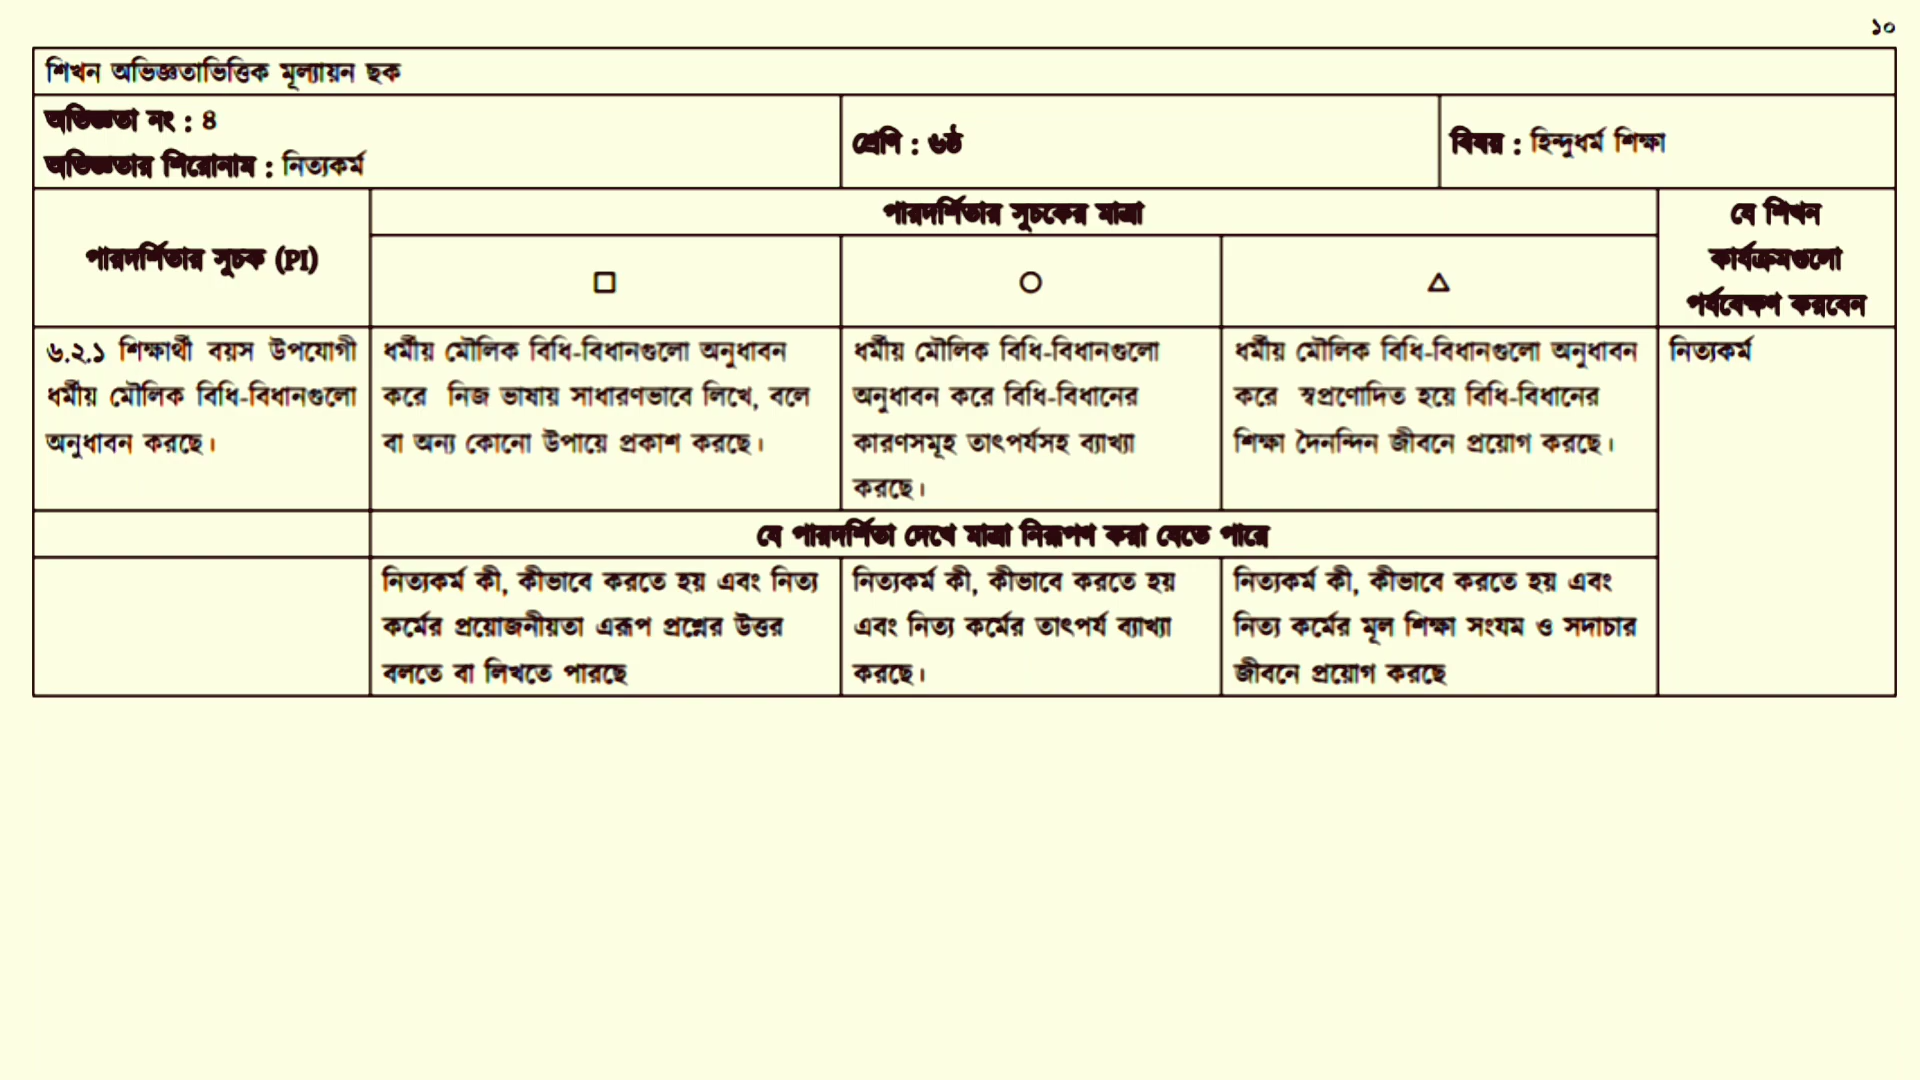 ১০
শিখন অভিজ্ঞতাভিত্তিক মূল্যায়ন ছক
অভিজ্ঞতা নং : ৪
অভিজ্ঞতার শিরোনাম : নিত্যকর্ম
শ্রেণি : ৬ষ্ঠ
বিষয় : হিন্দুধর্ম শিক্ষা
পারদর্শিতার সূচক (PI)
পারদর্শিতার সূচকের মাত্রা
যে শিখন
কার্যক্রমগুলো
পর্যবেক্ষণ করবেন
□
○
△
৬.২.১ শিক্ষার্থী বয়স উপযোগী
ধর্মীয় মৌলিক বিধি-বিধানগুলো
অনুধাবন করছে।
ধর্মীয় মৌলিক বিধি-বিধানগুলো অনুধাবন
করে নিজ ভাষায় সাধারণভাবে লিখে, বলে
বা অন্য কোনো উপায়ে প্রকাশ করছে।
ধর্মীয় মৌলিক বিধি-বিধানগুলো
অনুধাবন করে বিধি-বিধানের
কারণসমূহ তাৎপর্যসহ ব্যাখ্যা
করছে।
ধর্মীয় মৌলিক বিধি-বিধানগুলো অনুধাবন
করে স্বপ্রণোদিত হয়ে বিধি-বিধানের
শিক্ষা দৈনন্দিন জীবনে প্রয়োগ করছে।
নিত্যকর্ম
যে পারদর্শিতা দেখে মাত্রা নিরূপণ করা যেতে পারে
নিত্যকর্ম কী, কীভাবে করতে হয় এবং নিত্য
কর্মের প্রয়োজনীয়তা এরূপ প্রশ্নের উত্তর
বলতে বা লিখতে পারছে
নিত্যকর্ম কী, কীভাবে করতে হয়
এবং নিত্য কর্মের তাৎপর্য ব্যাখ্যা
করছে।
নিত্যকর্ম কী, কীভাবে করতে হয় এবং
নিত্য কর্মের মূল শিক্ষা সংযম ও সদাচার
জীবনে প্রয়োগ করছে